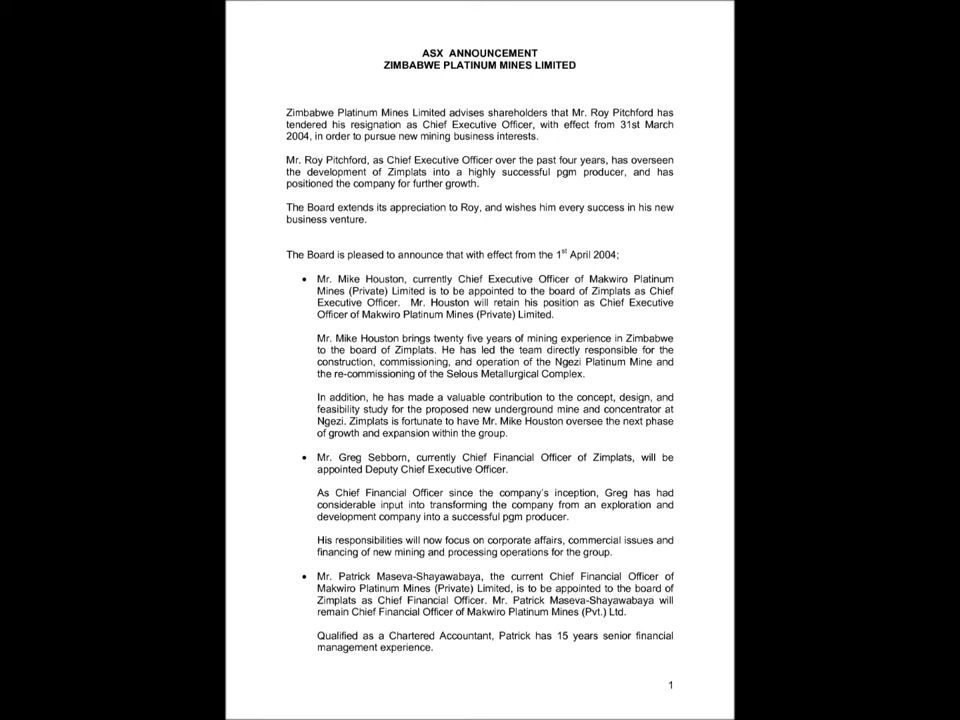 ASX ANNOUNCEMENT
ZIMBABWE PLATINUM MINES LIMITED
Zimbabwe Platinum Mines Limited advises shareholders that Mr. Roy Pitchford has
tendered his resignation as Chief Executive Officer, with effect from 31st March
2004, in order to pursue new mining business interests.
Mr. Roy Pitchford, as Chief Executive Officer over the past four years, has overseen
the development of Zimplats into a highly successful pgm producer, and has
positioned the company for further growth.
The Board extends its appreciation to Roy, and wishes him every success in his new
business venture.
The Board is pleased to announce that with effect from the 1st April 2004;
• Mr. Mike Houston, currently Chief Executive Officer of Makwiro Platinum
Mines (Private) Limited is to be appointed to the board of Zimplats as Chief
Executive Officer. Mr. Houston will retain his position as Chief Executive
Officer of Makwiro Platinum Mines (Private) Limited.
Mr. Mike Houston brings twenty five years of mining experience in Zimbabwe
to the board of Zimplats. He has led the team directly responsible for the
construction, commissioning, and operation of the Ngezi Platinum Mine and
the re-commissioning of the Selous Metallurgical Complex.
In addition, he has made a valuable contribution to the concept, design, and
feasibility study for the proposed new underground mine and concentrator at
Ngezi. Zimplats is fortunate to have Mr. Mike Houston oversee the next phase
of growth and expansion within the group.
• Mr. Greg Sebborn, currently Chief Financial Officer of Zimplats, will be
appointed Deputy Chief Executive Officer.
As Chief Financial Officer since the company's inception, Greg has had
considerable input into transforming the company from an exploration and
development company into a successful pgm producer.
His responsibilities will now focus on corporate affairs, commercial issues and
financing of new mining and processing operations for the group.
• Mr. Patrick Maseva-Shayawabaya, the current Chief Financial Officer of
Makwiro Platinum Mines (Private) Limited, is to be appointed to the board of
Zimplats as Chief Financial Officer. Mr. Patrick Maseva-Shayawabaya will
remain Chief Financial Officer of Makwiro Platinum Mines (Pvt.) Ltd.
Qualified as a Chartered Accountant, Patrick has 15 years senior financial
management experience.
1